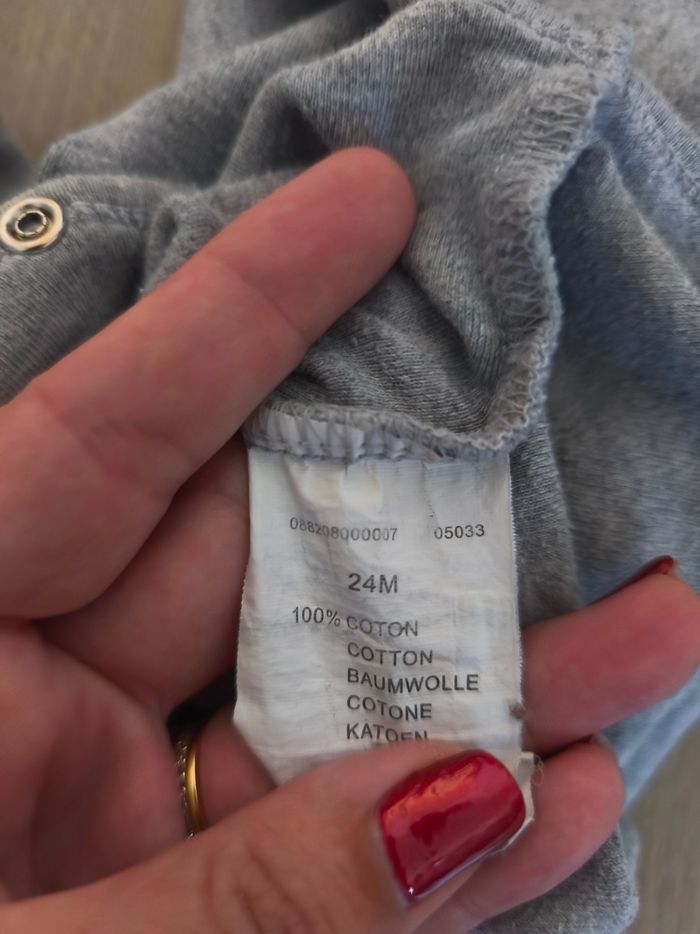 088208000007 05033
24M
100% COTON
COTTON
BAUMWOLLE
COTONE
KATOEN